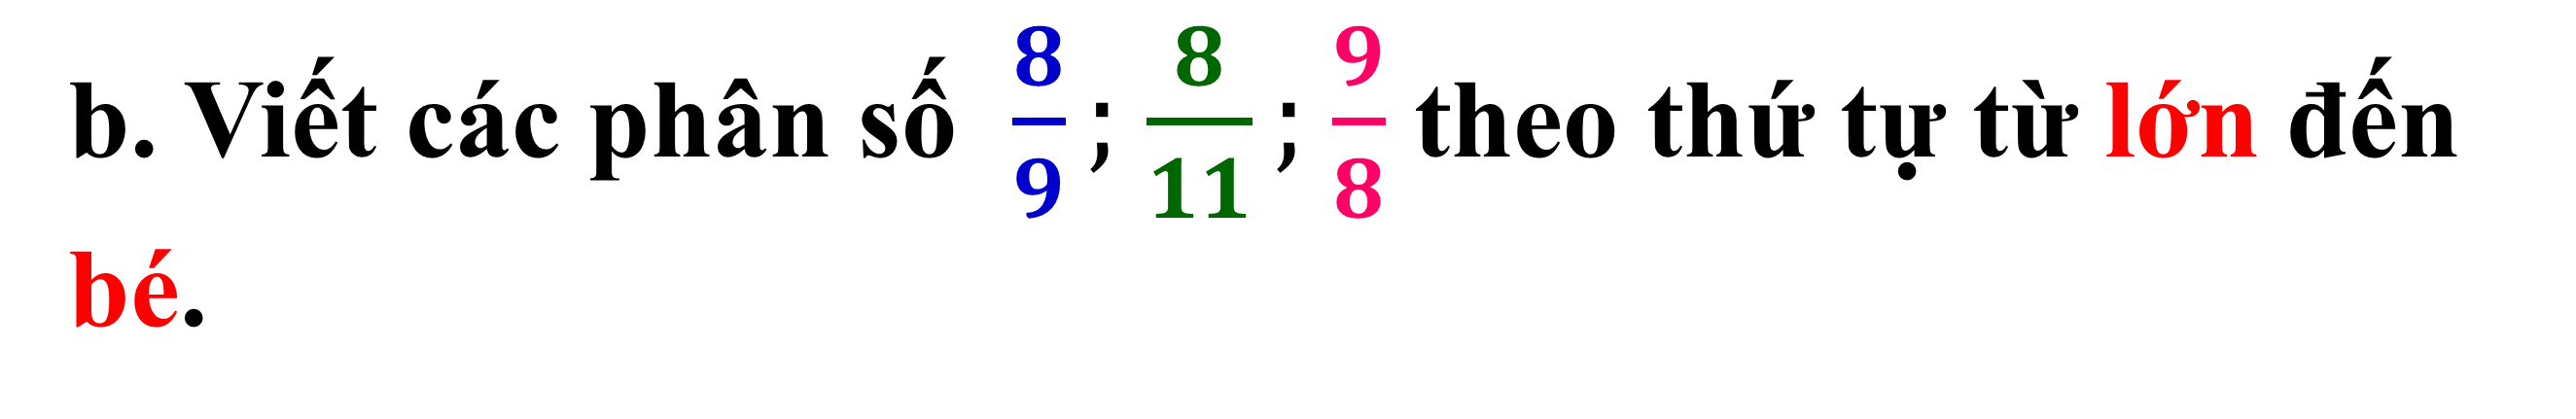 b. Viết các phân số 8/9 ; 8/11 ; 9/8 theo thứ tự từ lớn đến
bé.